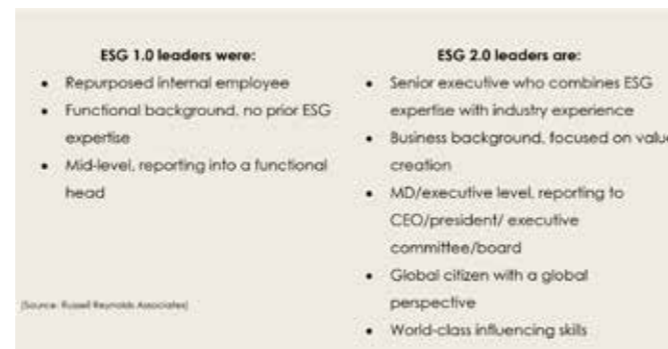 ESG 1.0 leaders were:
• Repurposed internal employee
• Functional background, no prior ESG
expertise
• Mid-level, reporting into a functional
head
(Source: Russell Reynolds Associates)
ESG 2.0 leaders are:
• Senior executive who combines ESG
expertise with industry experience
• Business background, focused on value
creation
• MD/executive level, reporting to
CEO/president/ executive
committee/board
• Global citizen with a global
perspective
• World-class influencing skills